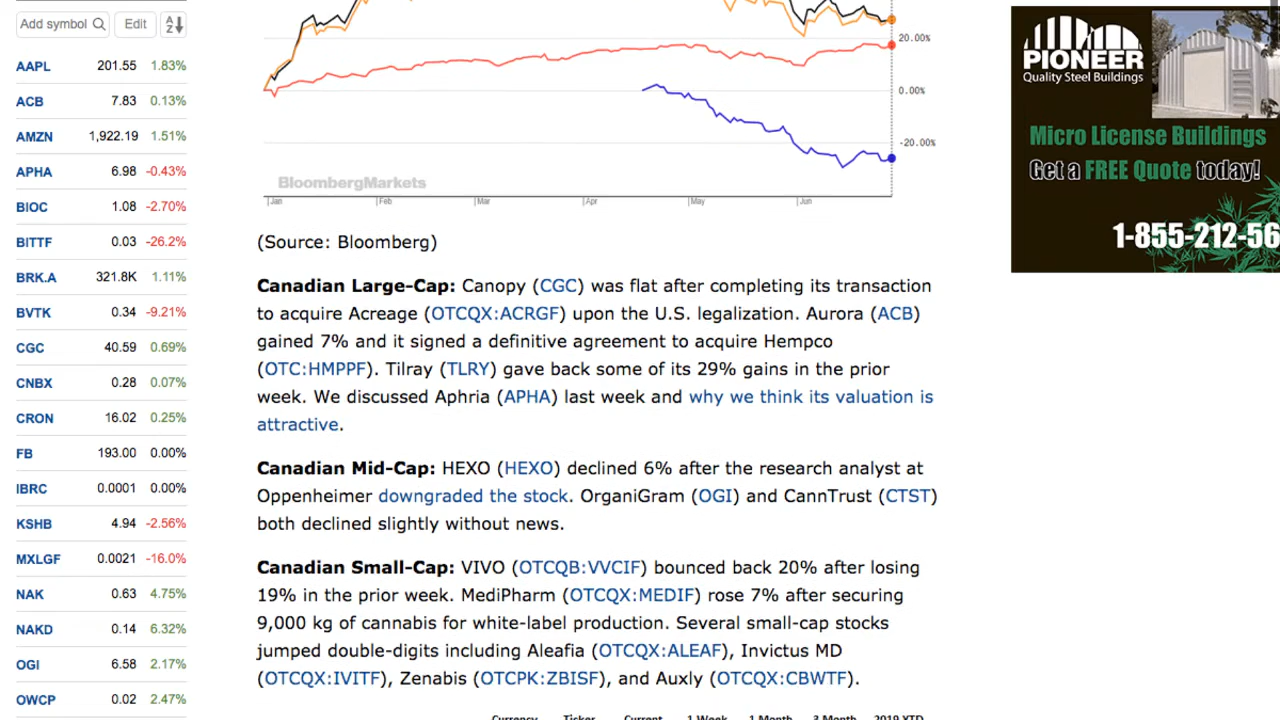 Add symbol
Edit
A
Z
AAPL 201.55 1.83%
ACB 7.83 0.13%
AMZN 1,922.19 1.51%
APHA 6.98 -0.43%
BIOC 1.08 -2.70%
BITTF 0.03 -26.2%
BRK.A 321.8K 1.11%
BVTK 0.34 -9.21%
CGC 40.59 0.69%
CNBX 0.28 0.07%
CRON 16.02 0.25%
FB 193.00 0.00%
IBRC 0.0001 0.00%
KSHB 4.94 -2.56%
MXLGF 0.0021 -16.0%
NAK 0.63 4.75%
NAKD 0.14 6.32%
OGI 6.58 2.17%
OWCP 0.02 2.47%
20.00%
0.00%
-20.00%
BloombergMarkets
Jan Feb Mar Apr May Jun
(Source: Bloomberg)
Canadian Large-Cap: Canopy (CGC) was flat after completing its transaction
to acquire Acreage (OTCQX:ACRGF) upon the U.S. legalization. Aurora (ACB)
gained 7% and it signed a definitive agreement to acquire Hempco
(OTC:HMPPF). Tilray (TLRY) gave back some of its 29% gains in the prior
week. We discussed Aphria (APHA) last week and why we think its valuation is
attractive.
Canadian Mid-Cap: HEXO (HEXO) declined 6% after the research analyst at
Oppenheimer downgraded the stock. OrganiGram (OGI) and CannTrust (CTST)
both declined slightly without news.
Canadian Small-Cap: VIVO (OTCQB:VVCIF) bounced back 20% after losing
19% in the prior week. MediPharm (OTCQX:MEDIF) rose 7% after securing
9,000 kg of cannabis for white-label production. Several small-cap stocks
jumped double-digits including Aleafia (OTCQX:ALEAF), Invictus MD
(OTCQX:IVITF), Zenabis (OTCPK:ZBISF), and Auxly (OTCQX:CBWTF).
Currency Ticker Current 1 Week 1 Month 3 Month 2019 YTD
PIONEER
Quality Steel Buildings
Micro License Buildings
Get a FREE Quote today!
1-855-212-56